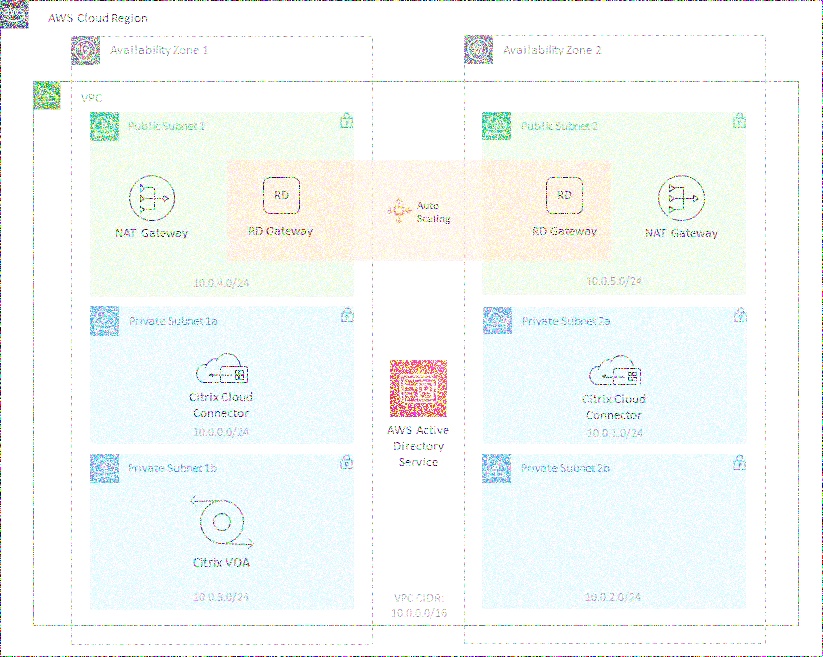 AWS Cloud Region
Availability Zone 1
Availability Zone 2
VPC
Public Subnet 1
Public Subnet 2
RD
RD
Auto
Scaling
NAT Gateway
RD Gateway
RD Gateway
NAT Gateway
10.0.4.0/24
10.0.5.0/24
Private Subnet 1a
Private Subnet 2a
Citrix Cloud
Connector
10.0.0.0/24
Citrix Cloud
Connector
10.0.1.0/24
AWS Active
Directory
Service
Private Subnet 1b
Private Subnet 2b
Citrix VDA
10.0.3.0/24
VPC CIDR:
10.0.0.0/16
10.0.2.0/24